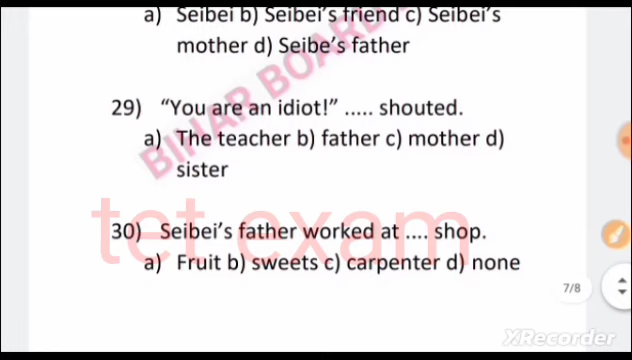 a) Seibei b) Seibei's friend c) Seibei's
mother d) Seibe's father
29) “You are an idiot!” ..... shouted.
a) The teacher b) father c) mother d)
sister
30) Seibei's father worked at .... shop.
a) Fruit b) sweets c) carpenter d) none
BIHAR BOARD
tet exam
7/8
XRecorder